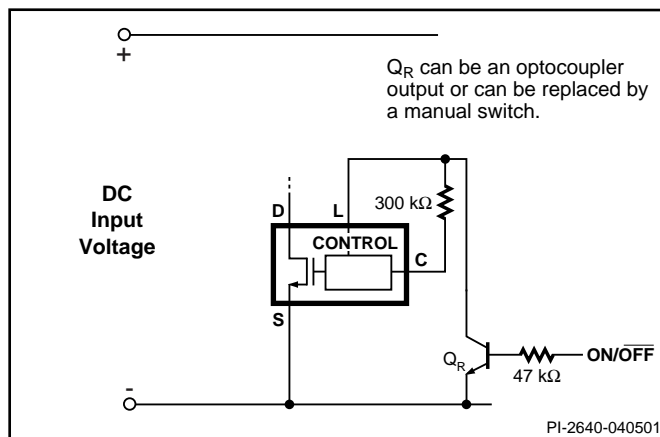 +
Q_R can be an optocoupler
output or can be replaced by
a manual switch.
DC
Input
Voltage
300 kΩ
D
L
CONTROL
C
S
Q_R
47 kΩ
ON/O̅F̅F̅
-
PI-2640-040501